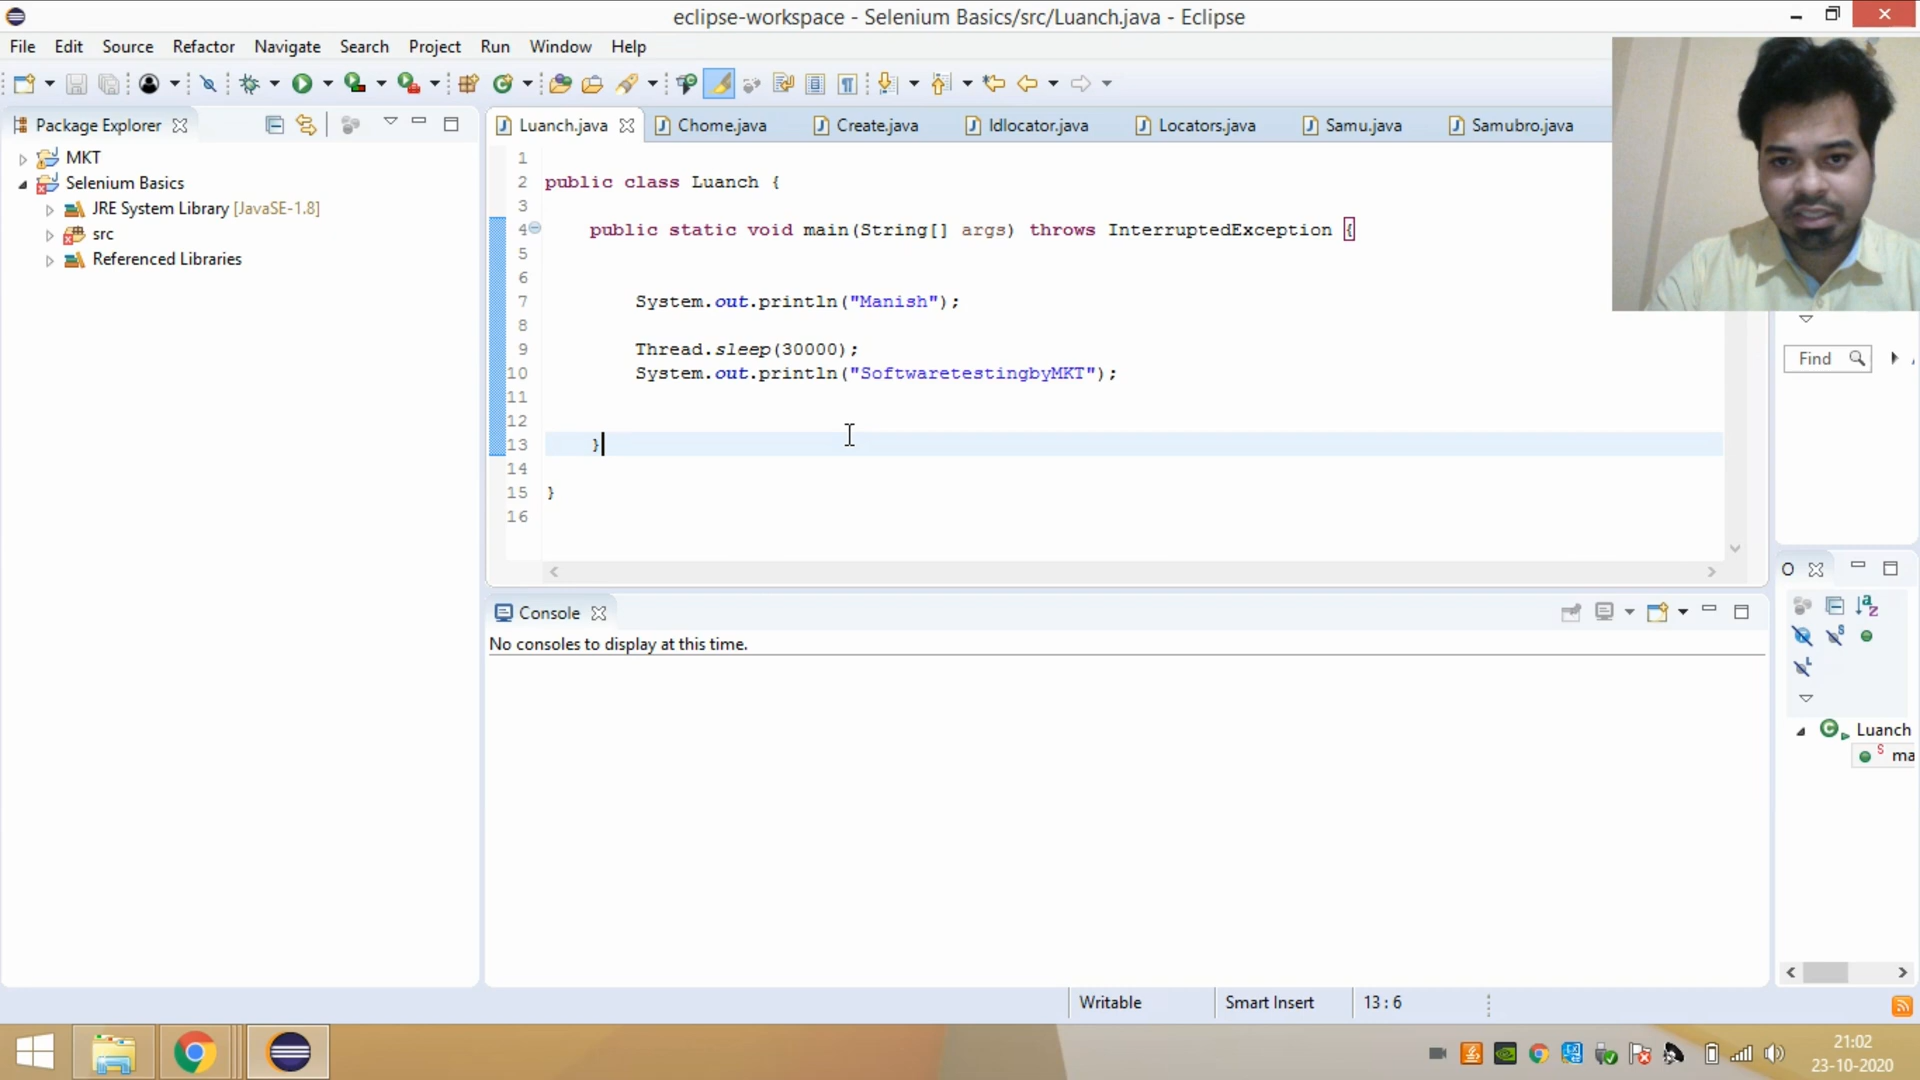 eclipse-workspace - Selenium Basics/src/Luanch.java - Eclipse
File Edit Source Refactor Navigate Search Project Run Window Help
Package Explorer
MKT
Selenium Basics
JRE System Library [JavaSE-1.8]
src
Referenced Libraries
Luanch.java Chome.java Create.java Idlocator.java Locators.java Samu.java Samubro.java
1
2 public class Luanch {
3
4 public static void main(String[] args) throws InterruptedException {
5
6
7 System.out.println("Manish");
8
9 Thread.sleep(30000);
10 System.out.println("SoftwaretestingbyMKT");
11
12
13 }
14
15 }
16
Console
No consoles to display at this time.
Find
O
Luanch
ma
Writable Smart Insert 13 : 6
21:02
23-10-2020